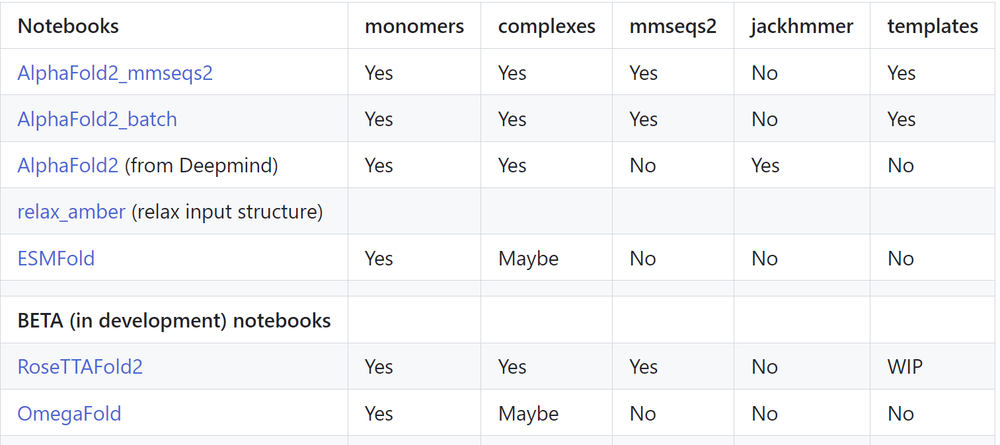 Notebooks monomers complexes mmseqs2 jackhmmer templates
AlphaFold2_mmseqs2 Yes Yes Yes No Yes
AlphaFold2_batch Yes Yes Yes No Yes
AlphaFold2 (from Deepmind) Yes Yes No Yes No
relax_amber (relax input structure)
ESMFold Yes Maybe No No No
BETA (in development) notebooks
RoseTTAFold2 Yes Yes Yes No WIP
OmegaFold Yes Maybe No No No